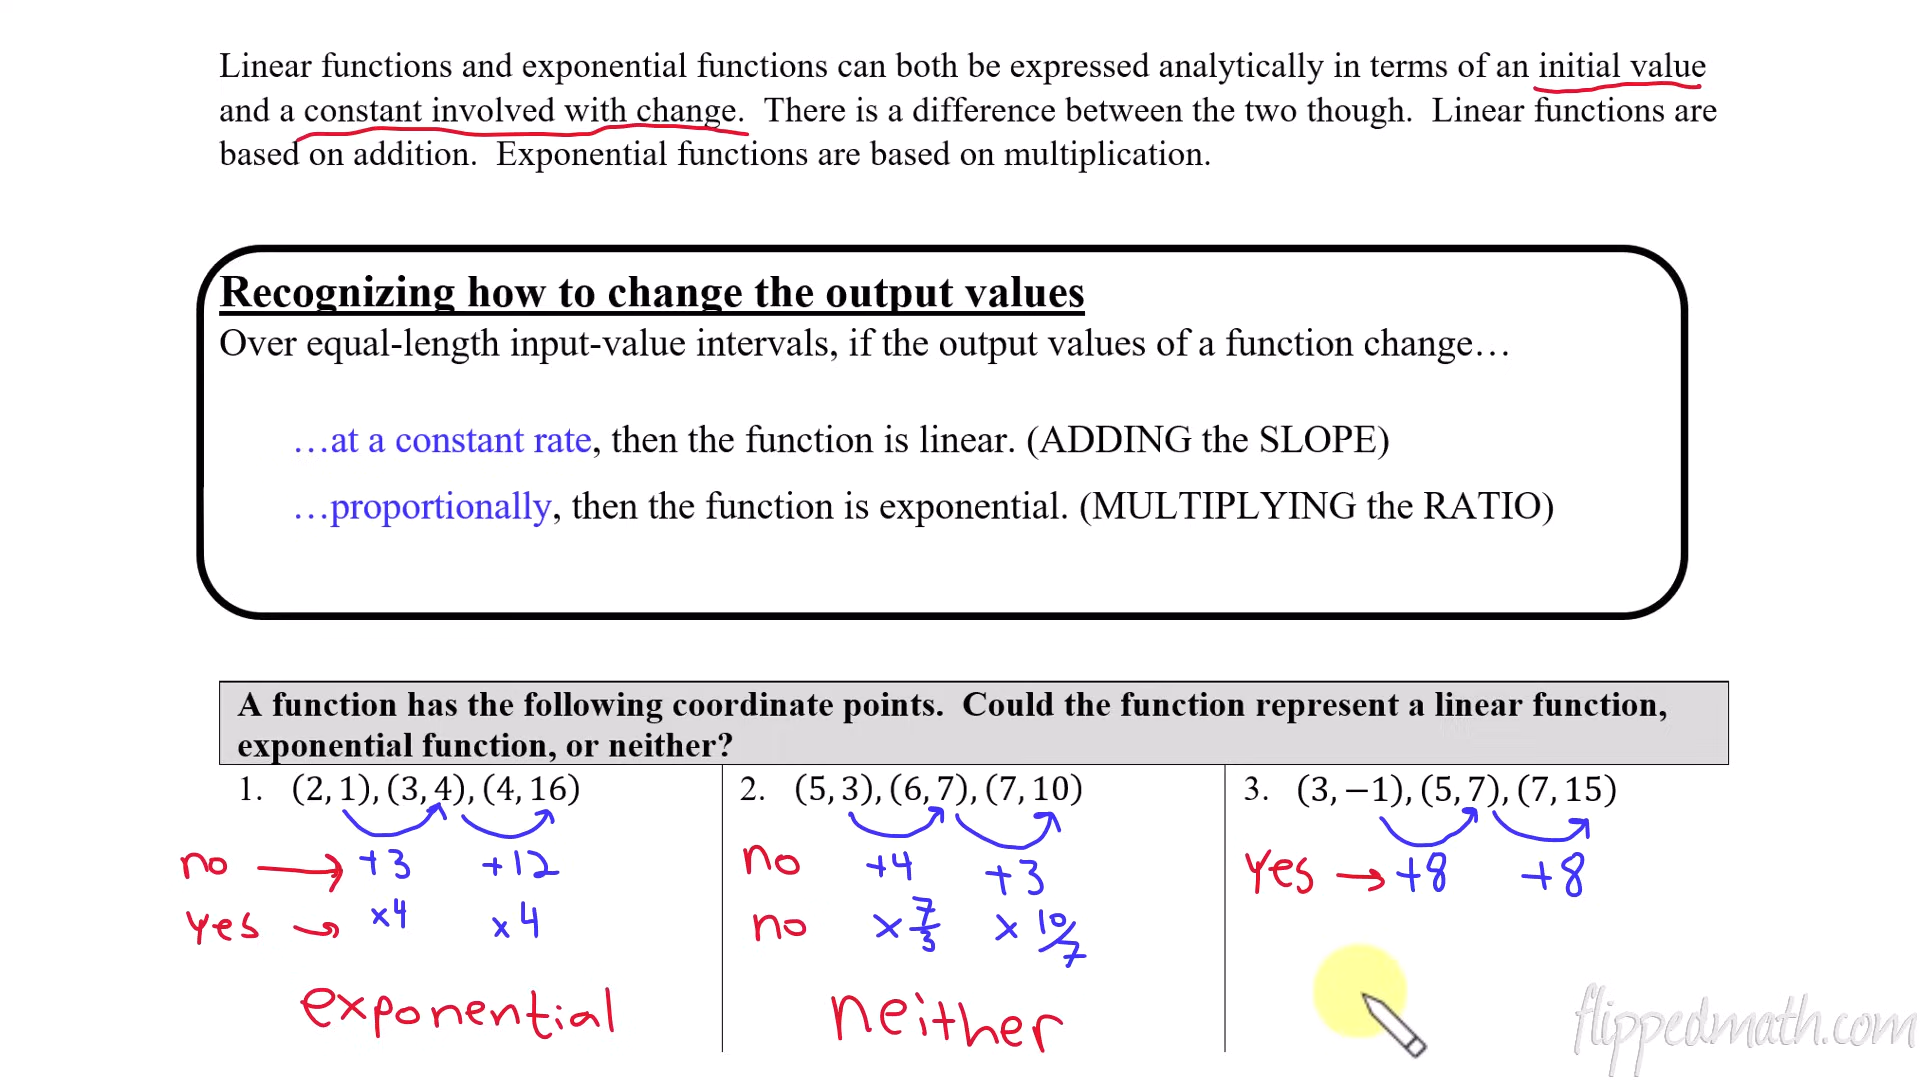 Linear functions and exponential functions can both be expressed analytically in terms of an initial value
and a constant involved with change.  There is a difference between the two though.  Linear functions are
based on addition.  Exponential functions are based on multiplication.
Recognizing how to change the output values
Over equal-length input-value intervals, if the output values of a function change…
…at a constant rate, then the function is linear. (ADDING the SLOPE)
…proportionally, then the function is exponential. (MULTIPLYING the RATIO)
A function has the following coordinate points.  Could the function represent a linear function,
exponential function, or neither?
1. (2, 1), (3, 4), (4, 16)
no → +3 +12
yes → ×4 ×4
exponential
2. (5, 3), (6, 7), (7, 10)
no +4 +3
no × 7/3 × 10/7
neither
3. (3, −1), (5, 7), (7, 15)
yes → +8 +8
flippedmath.com